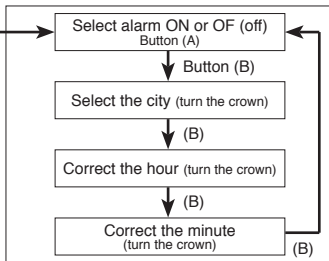 Select alarm ON or OF (off)
Button (A)
Button (B)
Select the city (turn the crown)
(B)
Correct the hour (turn the crown)
(B)
Correct the minute
(turn the crown)
(B)